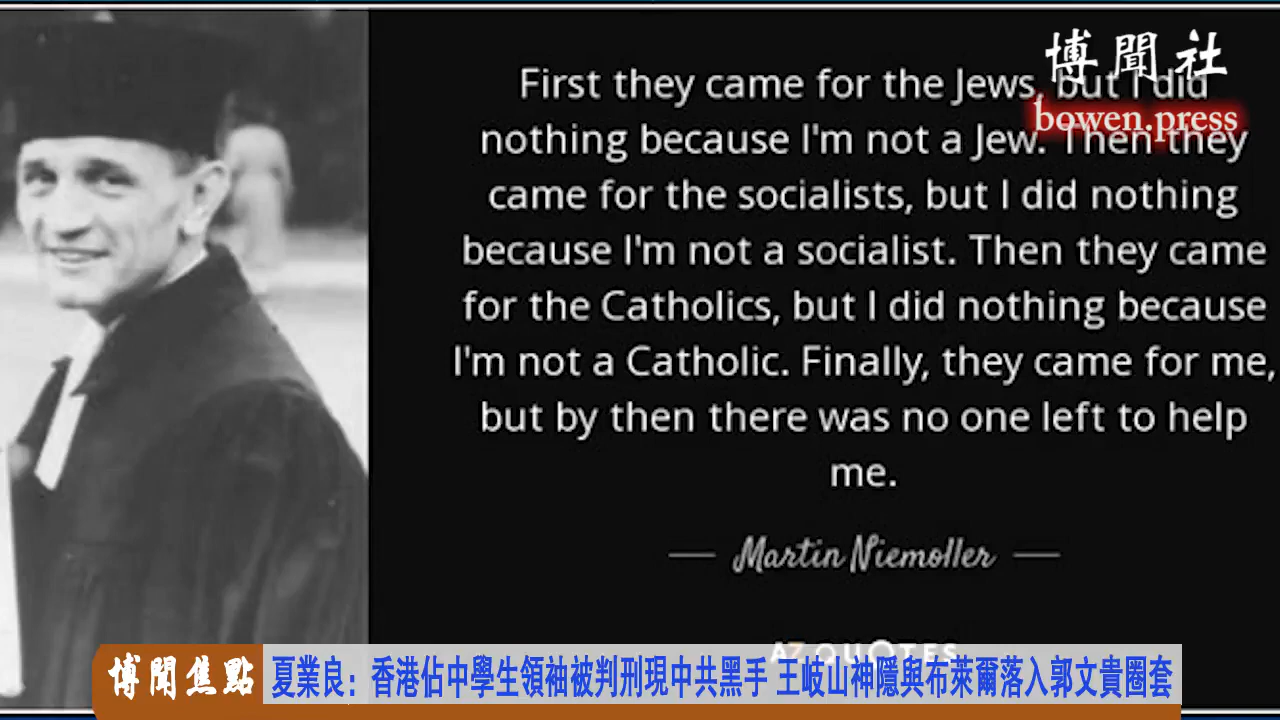 博聞社
bowen.press
First they came for the Jews, but I did
nothing because I'm not a Jew. Then they
came for the socialists, but I did nothing
because I'm not a socialist. Then they came
for the Catholics, but I did nothing because
I'm not a Catholic. Finally, they came for me,
but by then there was no one left to help
me.
Martin Niemoller
AZ QUOTES
博聞焦點
夏業良：香港佔中學生領袖被判刑現中共黑手 王岐山神隱與布萊爾落入郭文貴圈套